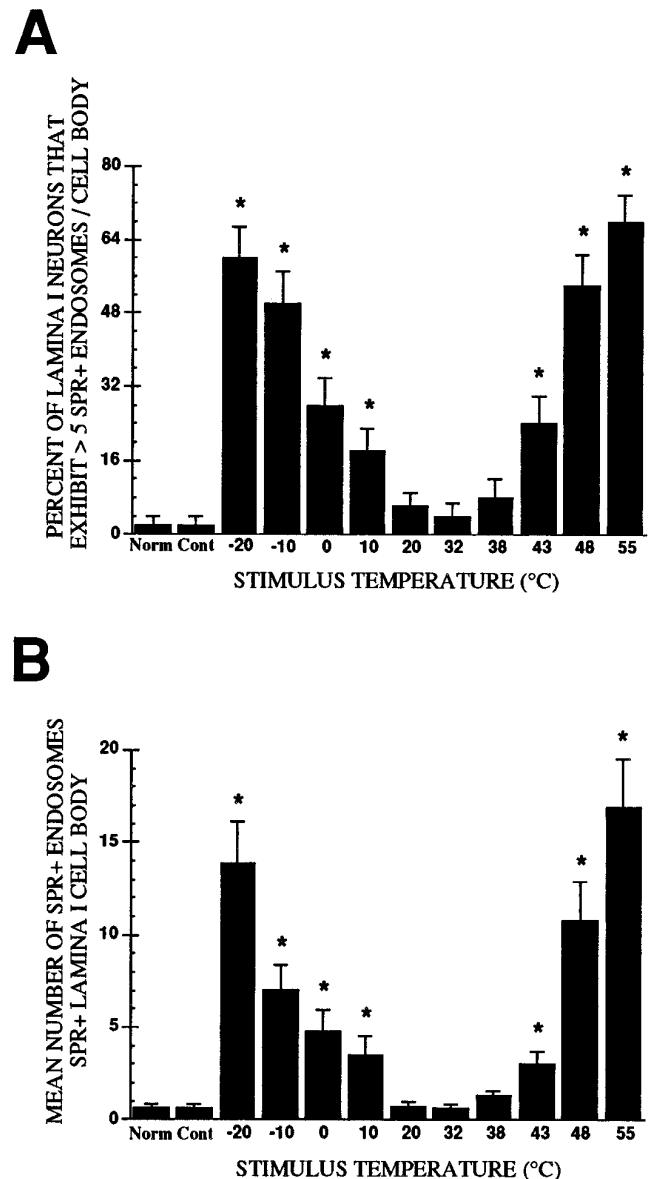 A
PERCENT OF LAMINA I NEURONS THAT
EXHIBIT > 5 SPR+ ENDOSOMES / CELL BODY
80
64
48
32
16
0
* * * * * * *
Norm Cont -20 -10 0 10 20 32 38 43 48 55
STIMULUS TEMPERATURE (°C)
B
MEAN NUMBER OF SPR+ ENDOSOMES
SPR+ LAMINA I CELL BODY
20
15
10
5
0
* * * * * * *
Norm Cont -20 -10 0 10 20 32 38 43 48 55
STIMULUS TEMPERATURE (°C)